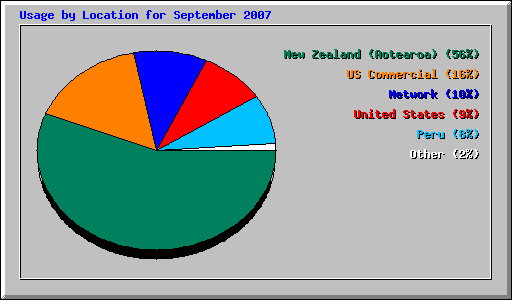 Usage by Location for September 2007
New Zealand (Aotearoa) (56%)
US Commercial (16%)
Network (10%)
United States (9%)
Peru (8%)
Other (2%)